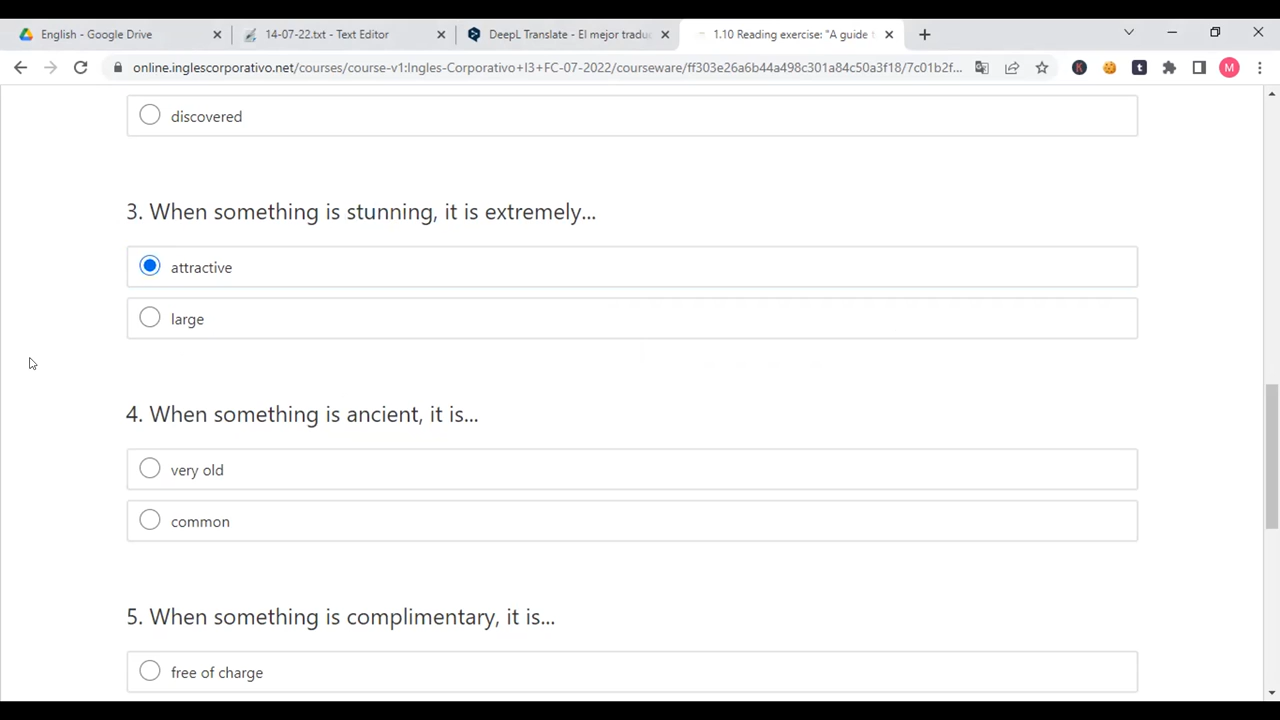 English - Google Drive
14-07-22.txt - Text Editor
DeepL Translate - El mejor tradu
1.10 Reading exercise: "A guide t
online.inglescorporativo.net/courses/course-v1:Ingles-Corporativo+I3+FC-07-2022/courseware/ff303e26a6b44a498c301a84c50a3f18/7c01b2f...
K
t
M
discovered
3. When something is stunning, it is extremely...
attractive
large
4. When something is ancient, it is...
very old
common
5. When something is complimentary, it is...
free of charge